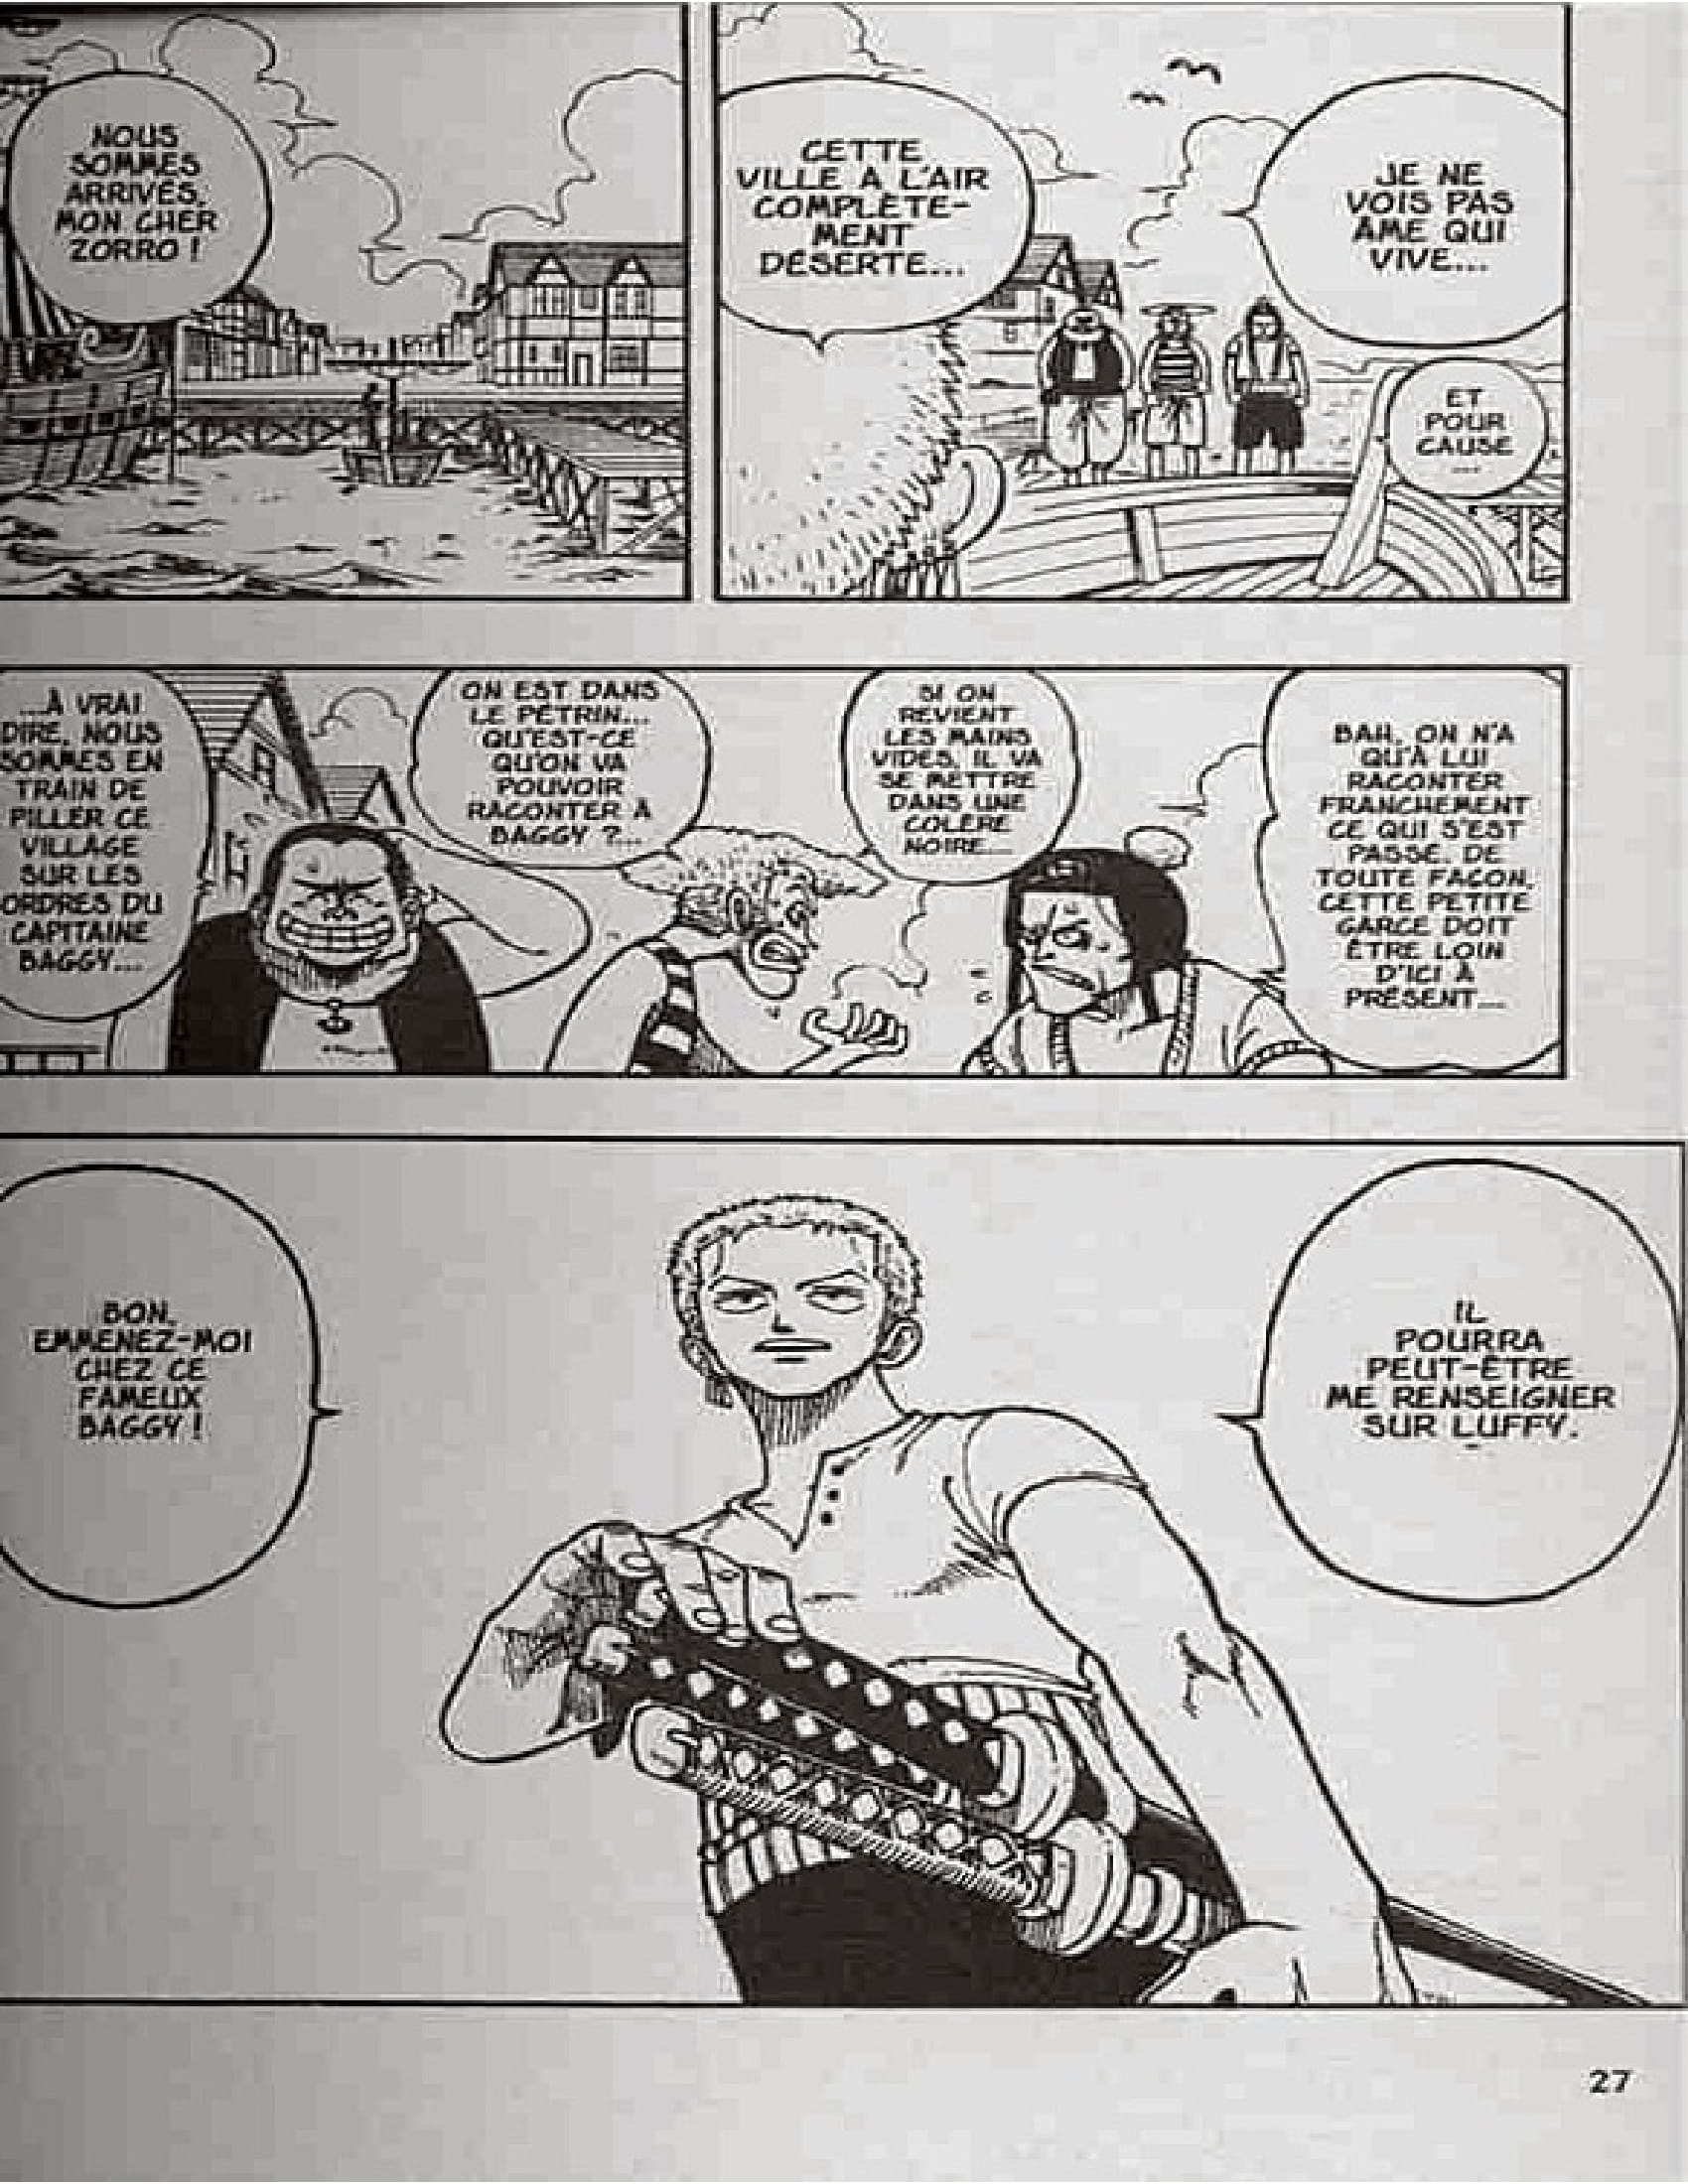 NOUS
SOMMES
ARRIVÉS,
MON CHER
ZORRO !
CETTE
VILLE A L'AIR
COMPLÈTE-
MENT
DÉSERTE...
JE NE
VOIS PAS
ÂME QUI
VIVE...
ET
POUR
CAUSE
...
...À VRAI
DIRE, NOUS
SOMMES EN
TRAIN DE
PILLER CE
VILLAGE
SUR LES
ORDRES DU
CAPITAINE
BAGGY...
ON EST DANS
LE PÉTRIN...
QU'EST-CE
QU'ON VA
POUVOIR
RACONTER À
BAGGY ?...
SI ON
REVIENT
LES MAINS
VIDES, IL VA
SE METTRE
DANS UNE
COLÈRE
NOIRE...
BAH, ON N'A
QU'À LUI
RACONTER
FRANCHEMENT
CE QUI S'EST
PASSÉ. DE
TOUTE FAÇON,
CETTE PETITE
GARCE DOIT
ÊTRE LOIN
D'ICI À
PRÉSENT...
BON,
EMMENEZ-MOI
CHEZ CE
FAMEUX
BAGGY !
IL
POURRA
PEUT-ÊTRE
ME RENSEIGNER
SUR LUFFY.
27